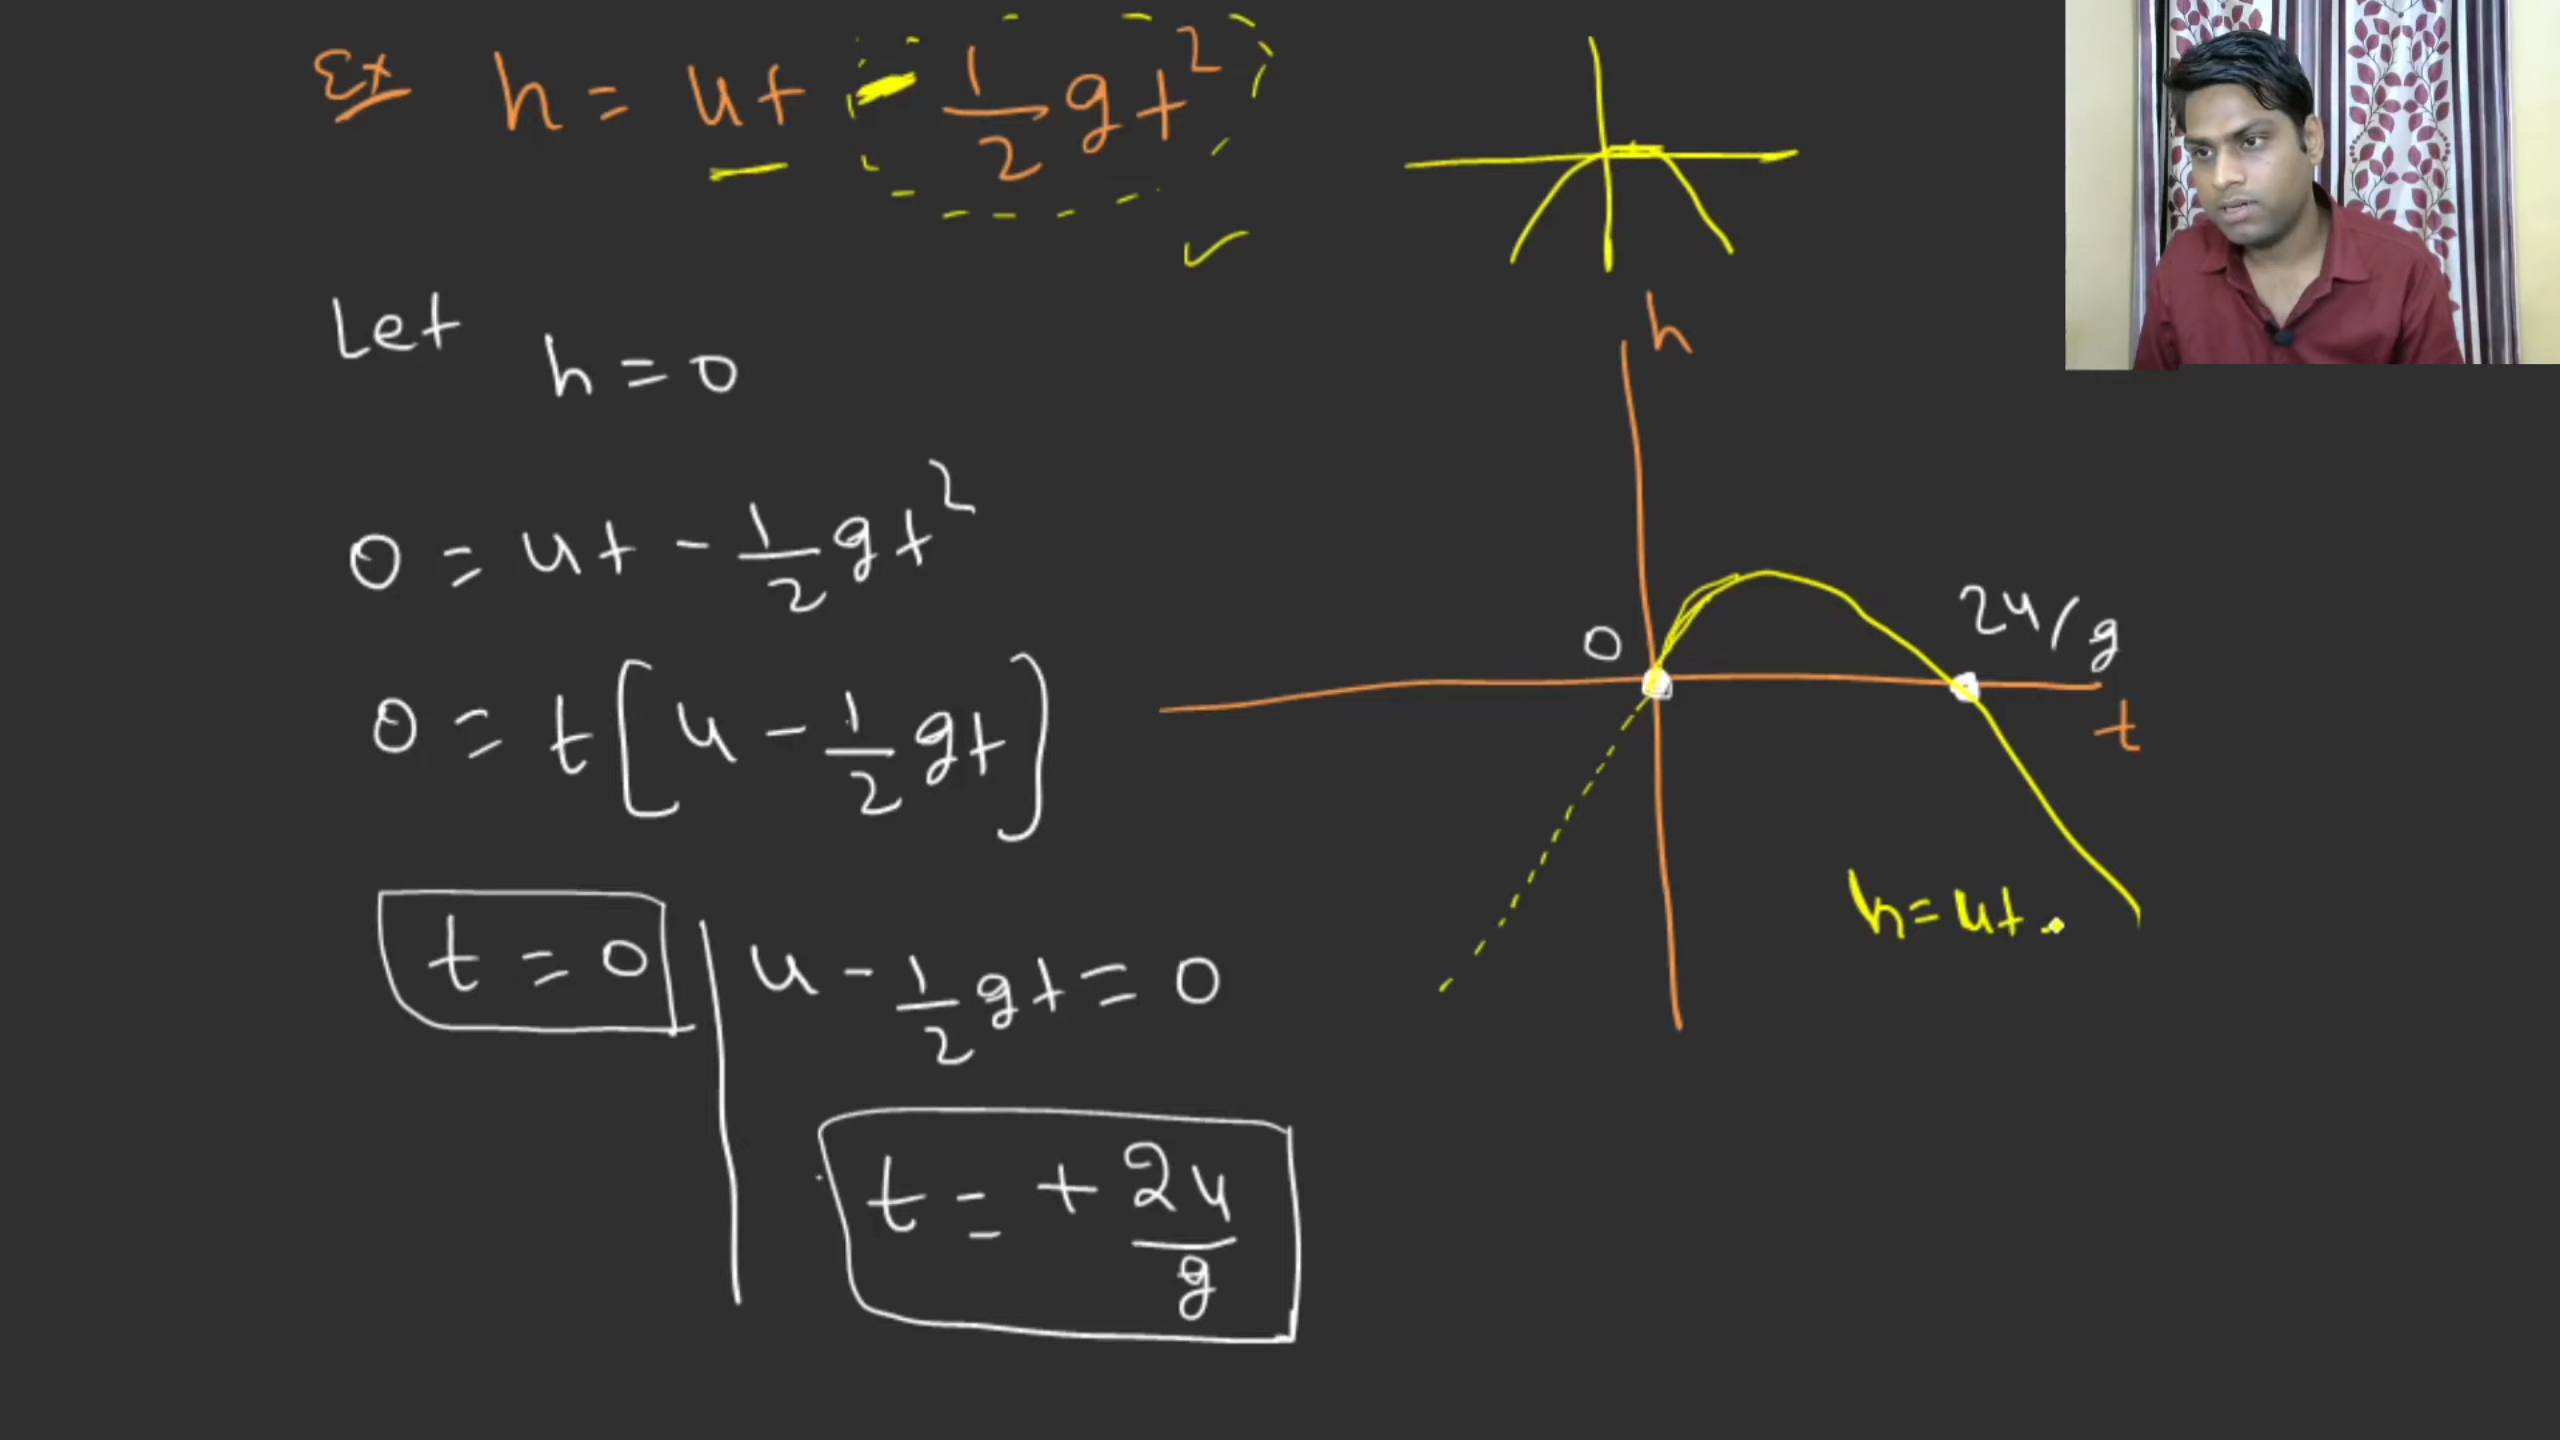 Ex h = ut - 1/2 gt²
Let h = 0
0 = ut - 1/2 gt²
0 = t[u - 1/2 gt]
t = 0 | u - 1/2 gt = 0
t = + 2u/g
h
0
2u/g
t
h = ut -